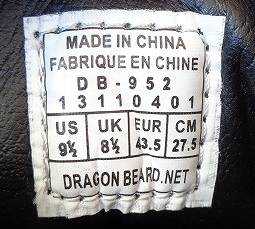 MADE IN CHINA
FABRIQUE EN CHINE
DB-952
13110401
US UK EUR CM
9½ 8½ 43.5 27.5
DRAGON BEARD.NET